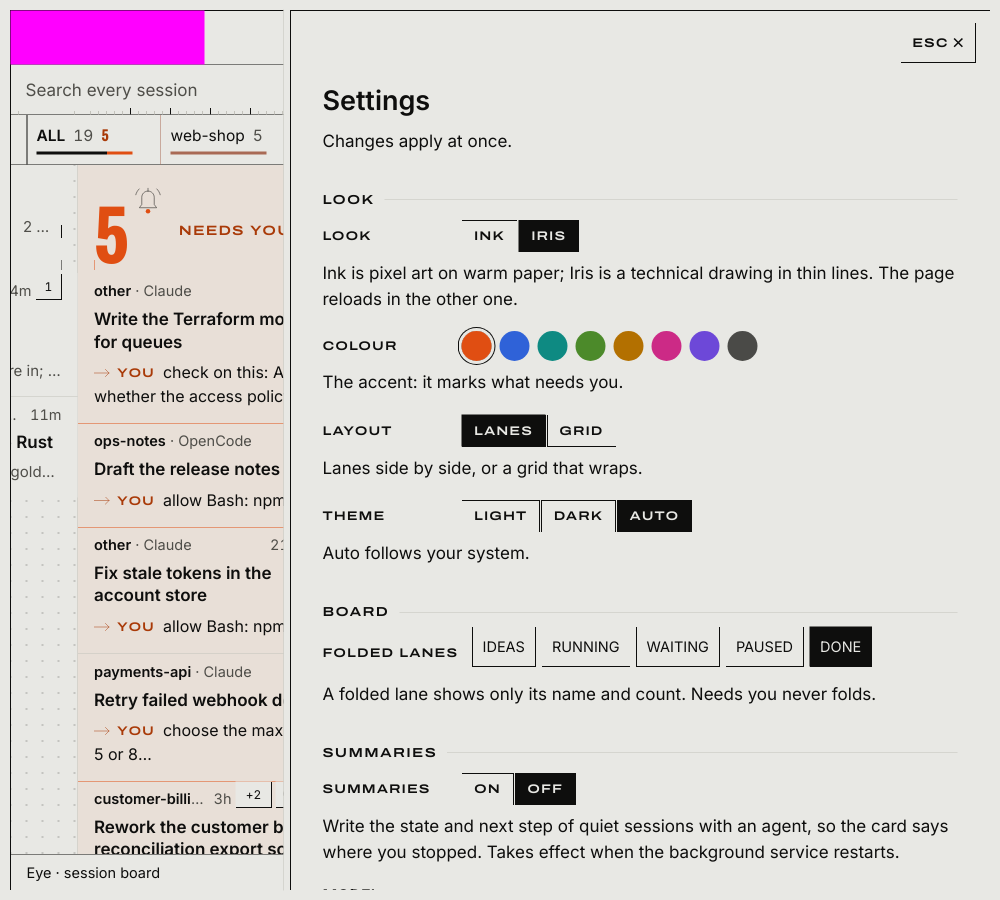 Search every session
ALL 19 5
web-shop 5
2 ...
4m 1
re in; ...
. 11m
Rust
gold...
5
NEEDS YOU
other · Claude
Write the Terraform mo
for queues
→ YOU check on this: A
whether the access polic
ops-notes · OpenCode
Draft the release notes
→ YOU allow Bash: npm
other · Claude 21
Fix stale tokens in the
account store
→ YOU allow Bash: npm
payments-api · Claude
Retry failed webhook d
→ YOU choose the max
5 or 8...
customer-billi... 3h +2
Rework the customer b
reconciliation export sc
Eye · session board
ESC ✕
Settings
Changes apply at once.
LOOK
LOOK INK IRIS
Ink is pixel art on warm paper; Iris is a technical drawing in thin lines. The page
reloads in the other one.
COLOUR
The accent: it marks what needs you.
LAYOUT LANES GRID
Lanes side by side, or a grid that wraps.
THEME LIGHT DARK AUTO
Auto follows your system.
BOARD
FOLDED LANES IDEAS RUNNING WAITING PAUSED DONE
A folded lane shows only its name and count. Needs you never folds.
SUMMARIES
SUMMARIES ON OFF
Write the state and next step of quiet sessions with an agent, so the card says
where you stopped. Takes effect when the background service restarts.